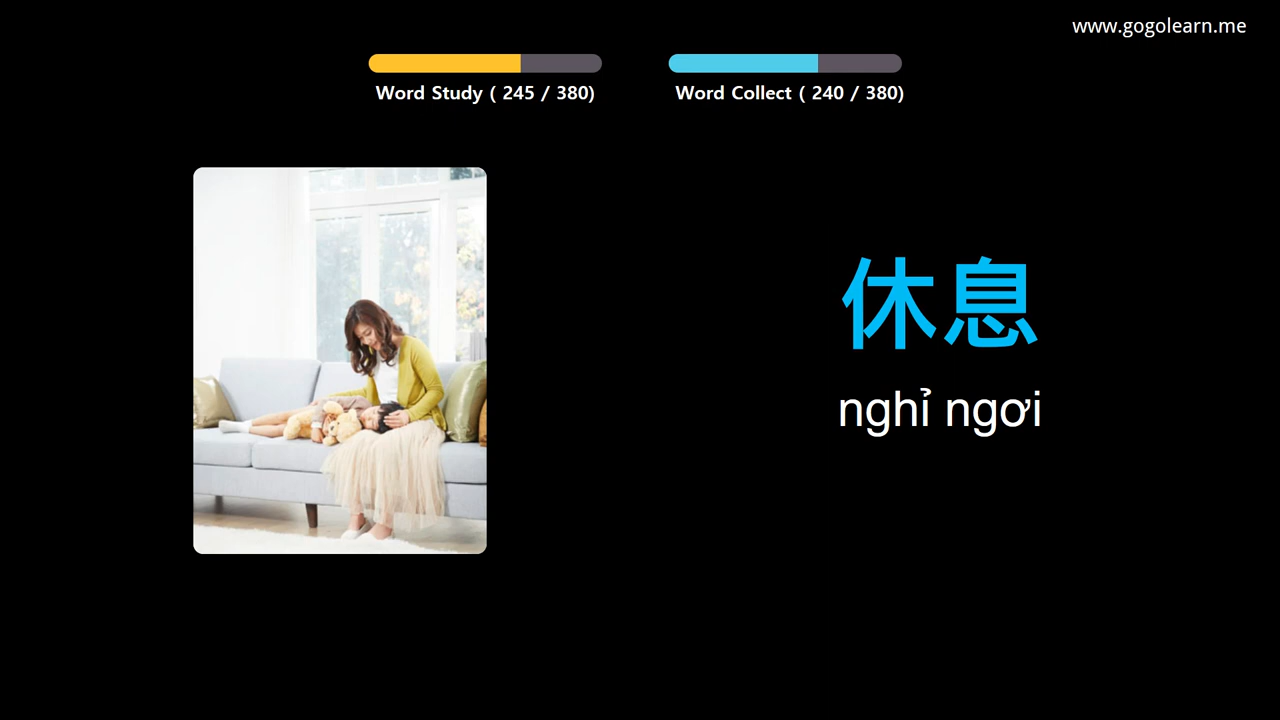 www.gogolearn.me
Word Study ( 245 / 380)
Word Collect ( 240 / 380)
休息
nghỉ ngơi